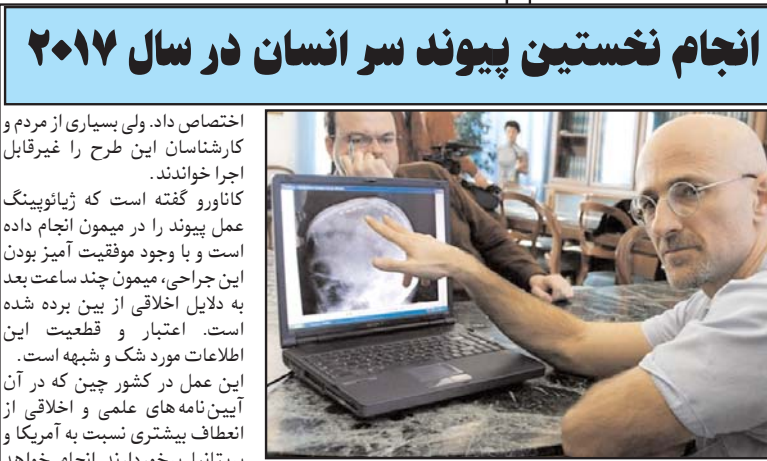 انجام نخستین پیوند سر انسان در سال ۲۰۱۷
اختصاص داد. ولی بسیاری از مردم و
کارشناسان این طرح را غیرقابل
اجرا خواندند.
کاناورو گفته است که ژیائوپینگ
عمل پیوند را در میمون انجام داده
است و با وجود موفقیت آمیز بودن
این جراحی، میمون چند ساعت بعد
به دلایل اخلاقی از بین برده شده
است. اعتبار و قطعیت این
اطلاعات مورد شک و شبهه است.
این عمل در کشور چین که در آن
آیین‌نامه‌های علمی و اخلاقی از
انعطاف بیشتری نسبت به آمریکا و